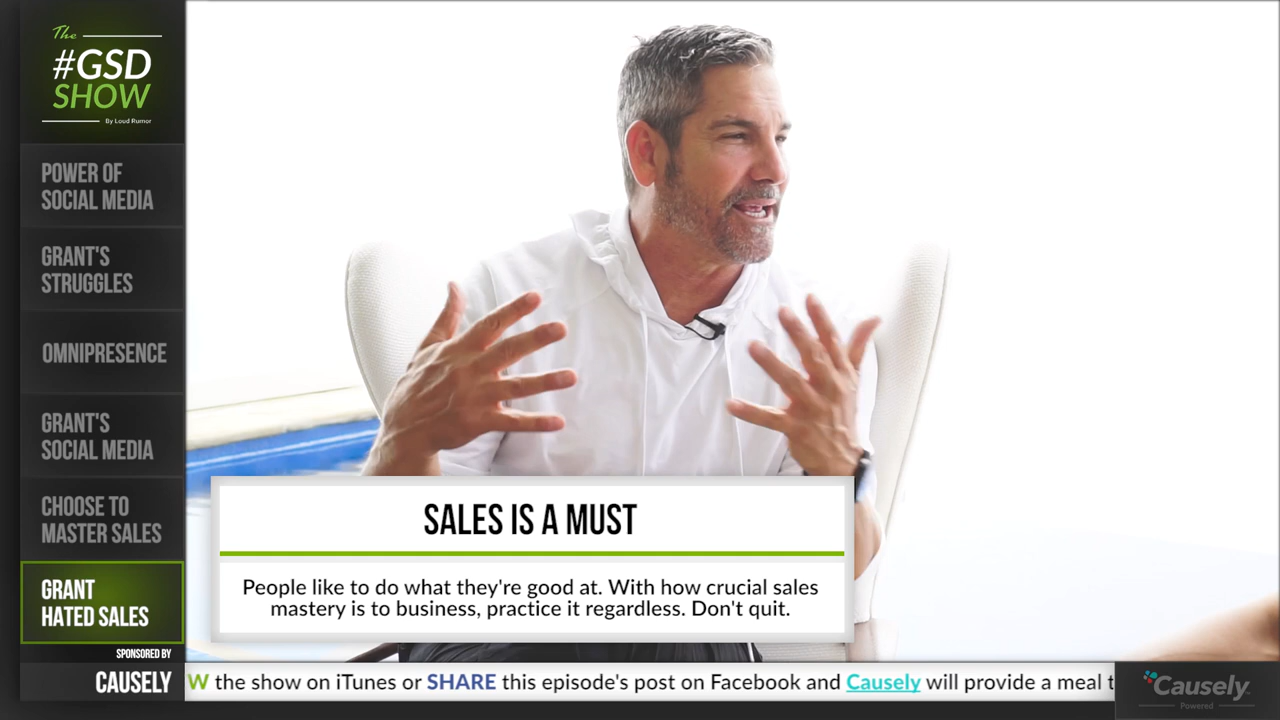 The
#GSD
SHOW
By Loud Rumor
POWER OF
SOCIAL MEDIA
GRANT'S
STRUGGLES
OMNIPRESENCE
GRANT'S
SOCIAL MEDIA
CHOOSE TO
MASTER SALES
GRANT
HATED SALES
SPONSORED BY
CAUSELY
SALES IS A MUST
People like to do what they're good at. With how crucial sales
mastery is to business, practice it regardless. Don't quit.
W the show on iTunes or SHARE this episode's post on Facebook and Causely will provide a meal t
Causely
Powered